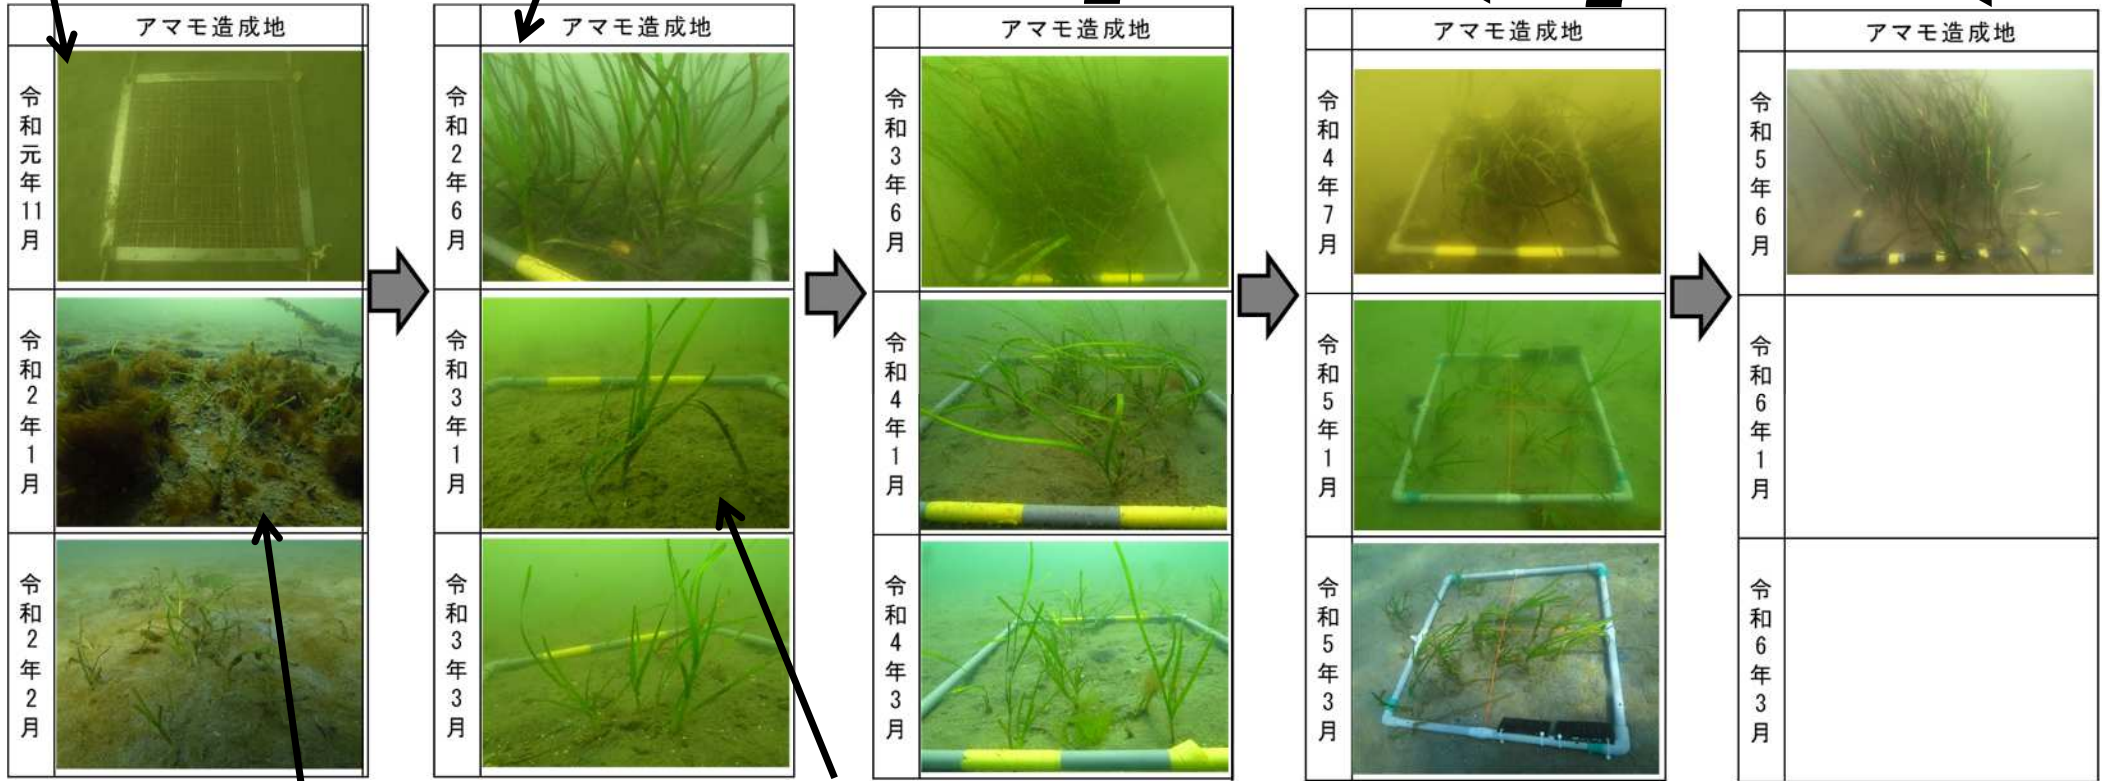 アマモ造成地
令和元年11月
令和2年1月
令和2年2月
アマモ造成地
令和2年6月
令和3年1月
令和3年3月
アマモ造成地
令和3年6月
令和4年1月
令和4年3月
アマモ造成地
令和4年7月
令和5年1月
令和5年3月
アマモ造成地
令和5年6月
令和6年1月
令和6年3月